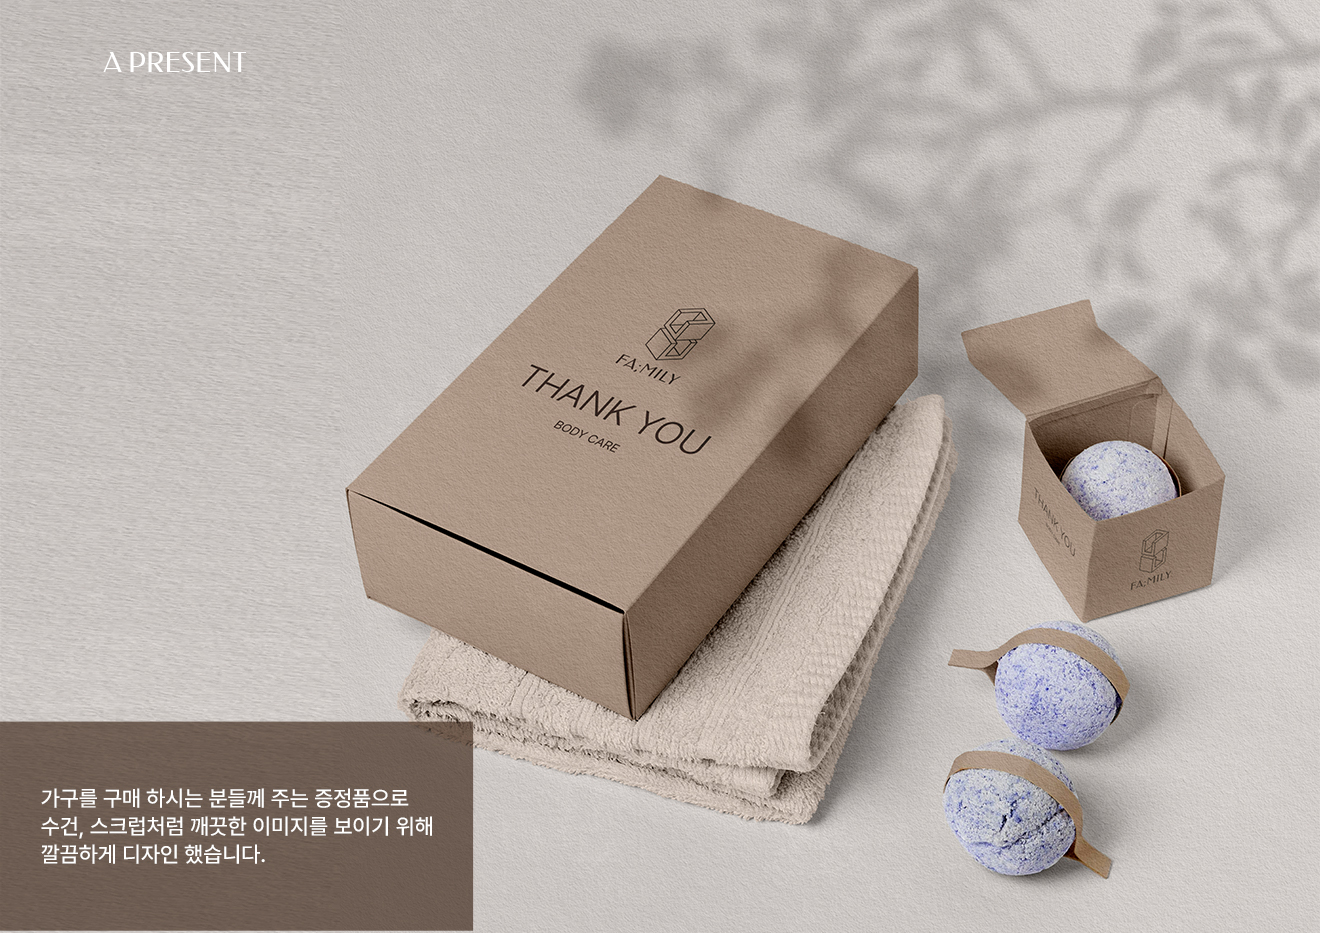 A PRESENT
FA;MILY
THANK YOU
BODY CARE
THANK YOU
FA;MILY
가구를 구매 하시는 분들께 주는 증정품으로
수건, 스크럽처럼 깨끗한 이미지를 보이기 위해
깔끔하게 디자인 했습니다.